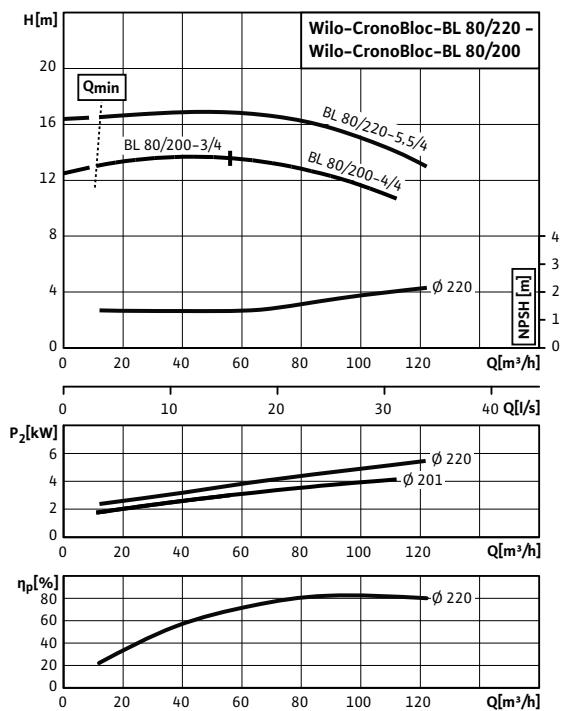 H[m]
Wilo-CronoBloc-BL 80/220 –
Wilo-CronoBloc-BL 80/200
20
Qmin
16
BL 80/220-5,5/4
BL 80/200-3/4
BL 80/200-4/4
12
8
4
4
3
Ø 220
2
NPSH [m]
1
0
0
0 20 40 60 80 100 120 Q[m³/h]
0 10 20 30 40 Q[l/s]
P2[kW]
6
Ø 220
4
Ø 201
2
0
0 20 40 60 80 100 120 Q[m³/h]
ηp[%]
80
Ø 220
60
40
20
0
0 20 40 60 80 100 120 Q[m³/h]